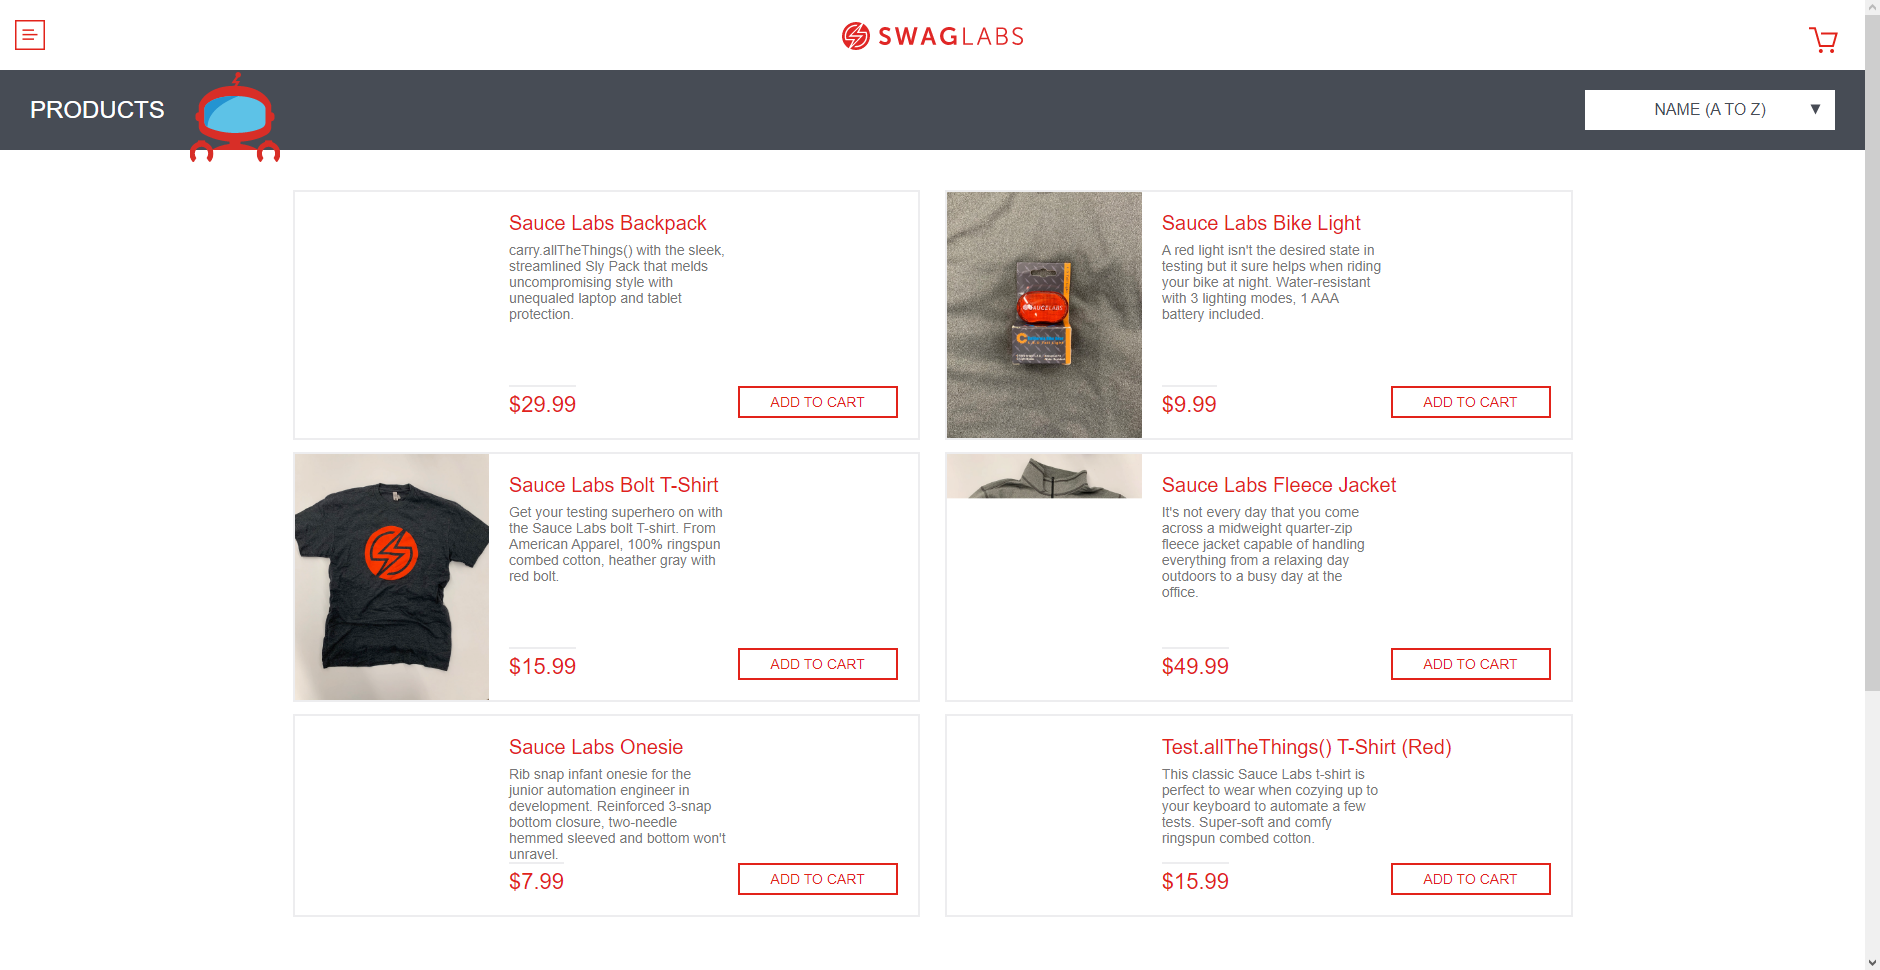 SWAGLABS
PRODUCTS
NAME (A TO Z)
Sauce Labs Backpack
carry.allTheThings() with the sleek,
streamlined Sly Pack that melds
uncompromising style with
unequaled laptop and tablet
protection.
$29.99
ADD TO CART
Sauce Labs Bike Light
A red light isn't the desired state in
testing but it sure helps when riding
your bike at night. Water-resistant
with 3 lighting modes, 1 AAA
battery included.
$9.99
ADD TO CART
SAUCELABS
Sauce Labs Bolt T-Shirt
Get your testing superhero on with
the Sauce Labs bolt T-shirt. From
American Apparel, 100% ringspun
combed cotton, heather gray with
red bolt.
$15.99
ADD TO CART
Sauce Labs Fleece Jacket
It's not every day that you come
across a midweight quarter-zip
fleece jacket capable of handling
everything from a relaxing day
outdoors to a busy day at the
office.
$49.99
ADD TO CART
Sauce Labs Onesie
Rib snap infant onesie for the
junior automation engineer in
development. Reinforced 3-snap
bottom closure, two-needle
hemmed sleeved and bottom won't
unravel.
$7.99
ADD TO CART
Test.allTheThings() T-Shirt (Red)
This classic Sauce Labs t-shirt is
perfect to wear when cozying up to
your keyboard to automate a few
tests. Super-soft and comfy
ringspun combed cotton.
$15.99
ADD TO CART